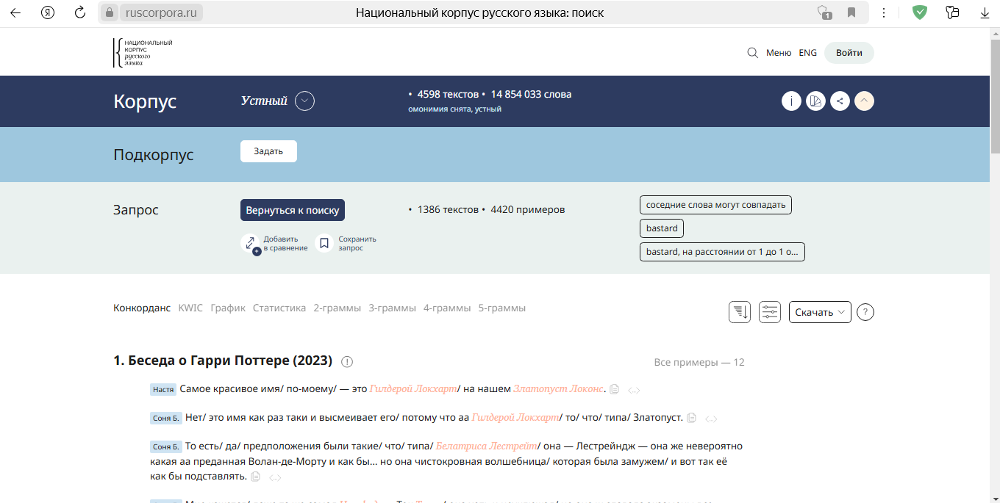 ruscorpora.ru
Национальный корпус русского языка: поиск
1
НАЦИОНАЛЬНЫЙ
КОРПУС
русского
языка
Меню ENG Войти
Корпус
Устный
• 4598 текстов • 14 854 033 слова
омонимия снята, устный
Подкорпус
Задать
Запрос
Вернуться к поиску
• 1386 текстов • 4420 примеров
соседние слова могут совпадать
bastard
bastard, на расстоянии от 1 до 1 о...
Добавить
в сравнение
Сохранить
запрос
Конкорданс KWIC График Статистика 2-граммы 3-граммы 4-граммы 5-граммы
Скачать ?
1. Беседа о Гарри Поттере (2023)
Все примеры — 12
Настя Самое красивое имя/ по-моему/ — это Гилдерой Локхарт/ на нашем Златопуст Локонс.
Соня Б. Нет/ это имя как раз таки и высмеивает его/ потому что аа Гилдерой Локхарт/ то/ что/ типа/ Златопуст.
Соня Б. То есть/ да/ предположения были такие/ что/ типа/ Белатриса Лестрейт/ она — Лестрейндж — она же невероятно
какая аа преданная Волан-де-Морту и как бы... но она чистокровная волшебница/ которая была замужем/ и вот так её
как бы подставлять.